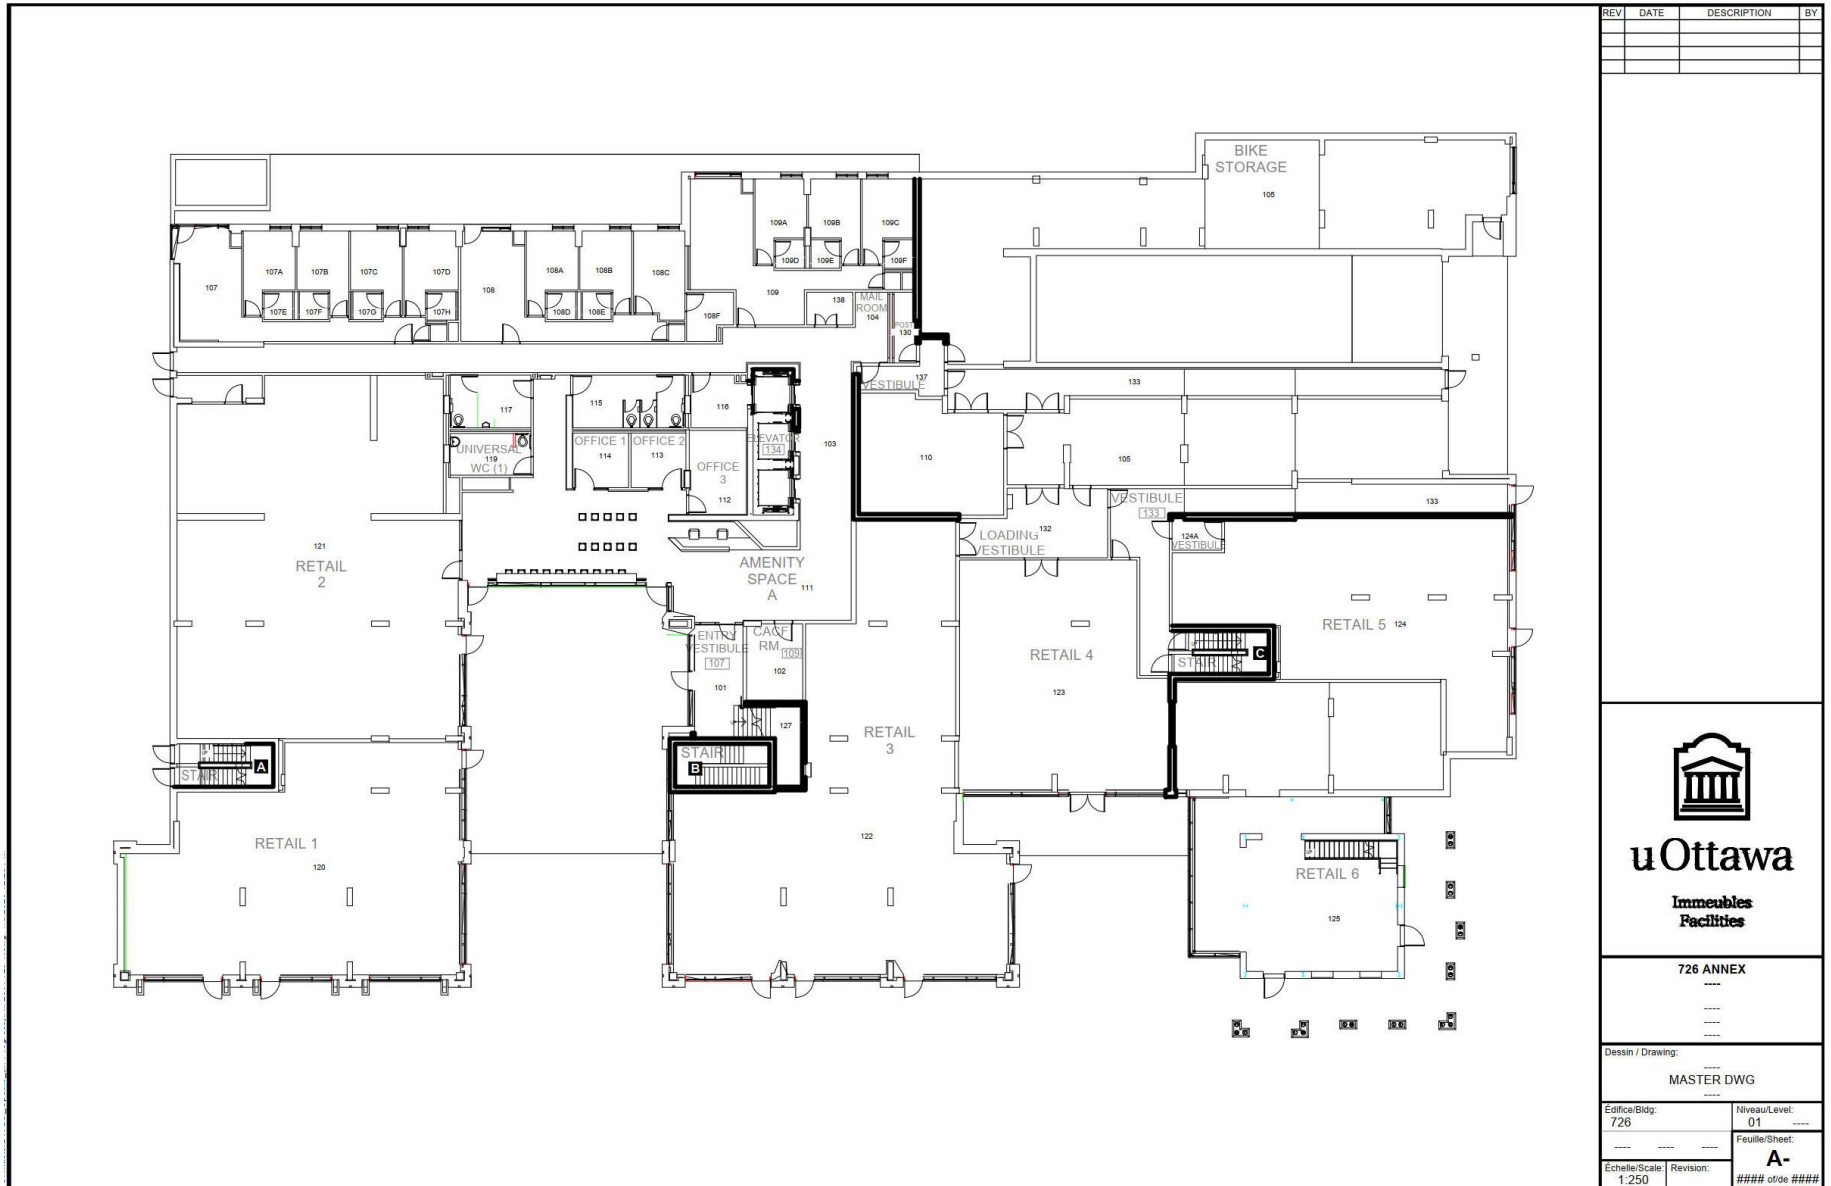 REV DATE DESCRIPTION BY
BIKE
STORAGE
105
109A
109B
109C
109D
109E
109F
109
107
107A
107B
107C
107D
107E
107F
107G
107H
108
108A
108B
108C
108D
108E
108F
138
MAIL
ROOM
104
POST
130
137
VESTIBULE
133
117
115
116
UNIVERSAL
119
WC (1)
OFFICE 1
114
OFFICE 2
113
OFFICE
3
112
ELEVATOR
134
103
110
105
VESTIBULE
133
133
LOADING
VESTIBULE
132
124A
VESTIBULE
121
RETAIL
2
AMENITY
SPACE
A
111
ENTRY
VESTIBULE
107
101
CACF
RM.
109
102
127
RETAIL 4
123
RETAIL 5
124
UP
STAIR
C
RETAIL
3
122
STAIR
B
UP
STAIR
A
RETAIL 1
120
UP
RETAIL 6
125
uOttawa
Immeubles
Facilities
726 ANNEX
----
----
----
----
Dessin / Drawing:
----
MASTER DWG
----
Édifice/Bldg:
726
Niveau/Level:
01 ----
---- ---- ----
Feuille/Sheet:
A-
#### of/de ####
Échelle/Scale:
1:250
Revision: